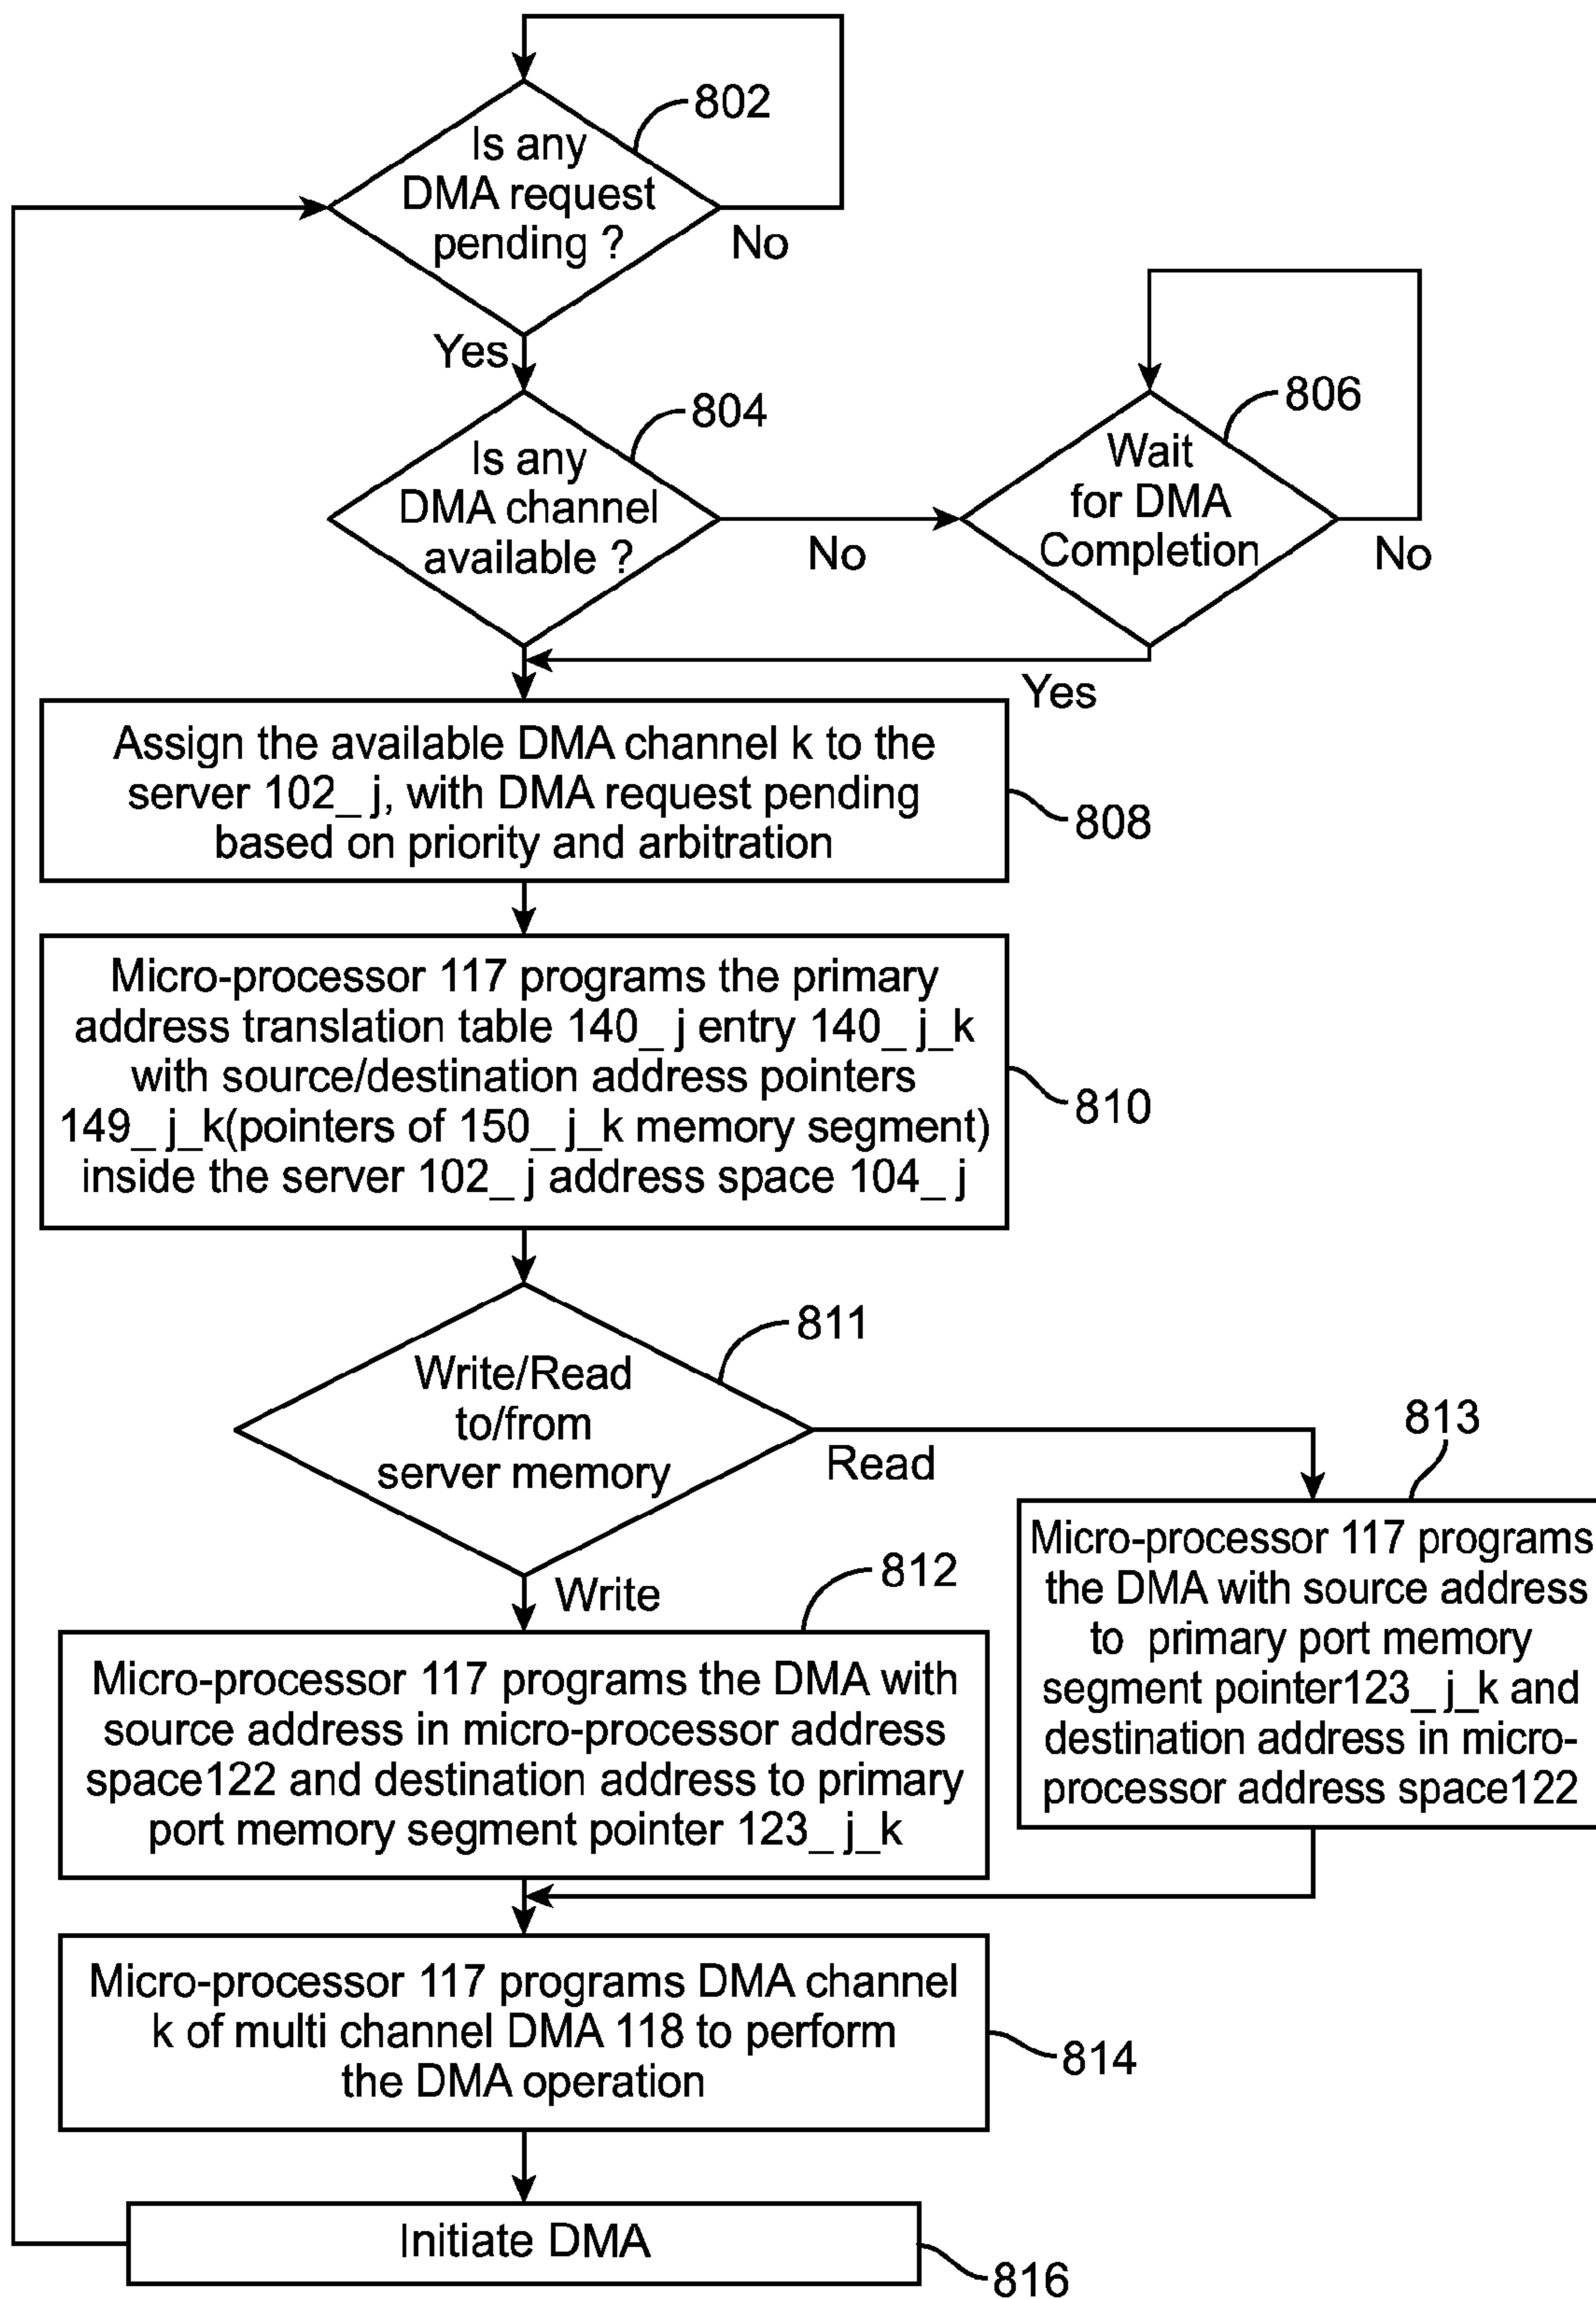 802
Is any
DMA request
pending ?
No
Yes
804
Is any
DMA channel
available ?
No
806
Wait
for DMA
Completion
No
Yes
Assign the available DMA channel k to the
server 102_ j, with DMA request pending
based on priority and arbitration
808
Micro-processor 117 programs the primary
address translation table 140_ j entry 140_ j_k
with source/destination address pointers
149_ j_k(pointers of 150_ j_k memory segment)
inside the server 102_ j address space 104_ j
810
811
Write/Read
to/from
server memory
Read
Write
813
Micro-processor 117 programs
the DMA with source address
to primary port memory
segment pointer123_ j_k and
destination address in micro-
processor address space122
812
Micro-processor 117 programs the DMA with
source address in micro-processor address
space122 and destination address to primary
port memory segment pointer 123_ j_k
Micro-processor 117 programs DMA channel
k of multi channel DMA 118 to perform
the DMA operation
814
Initiate DMA
816